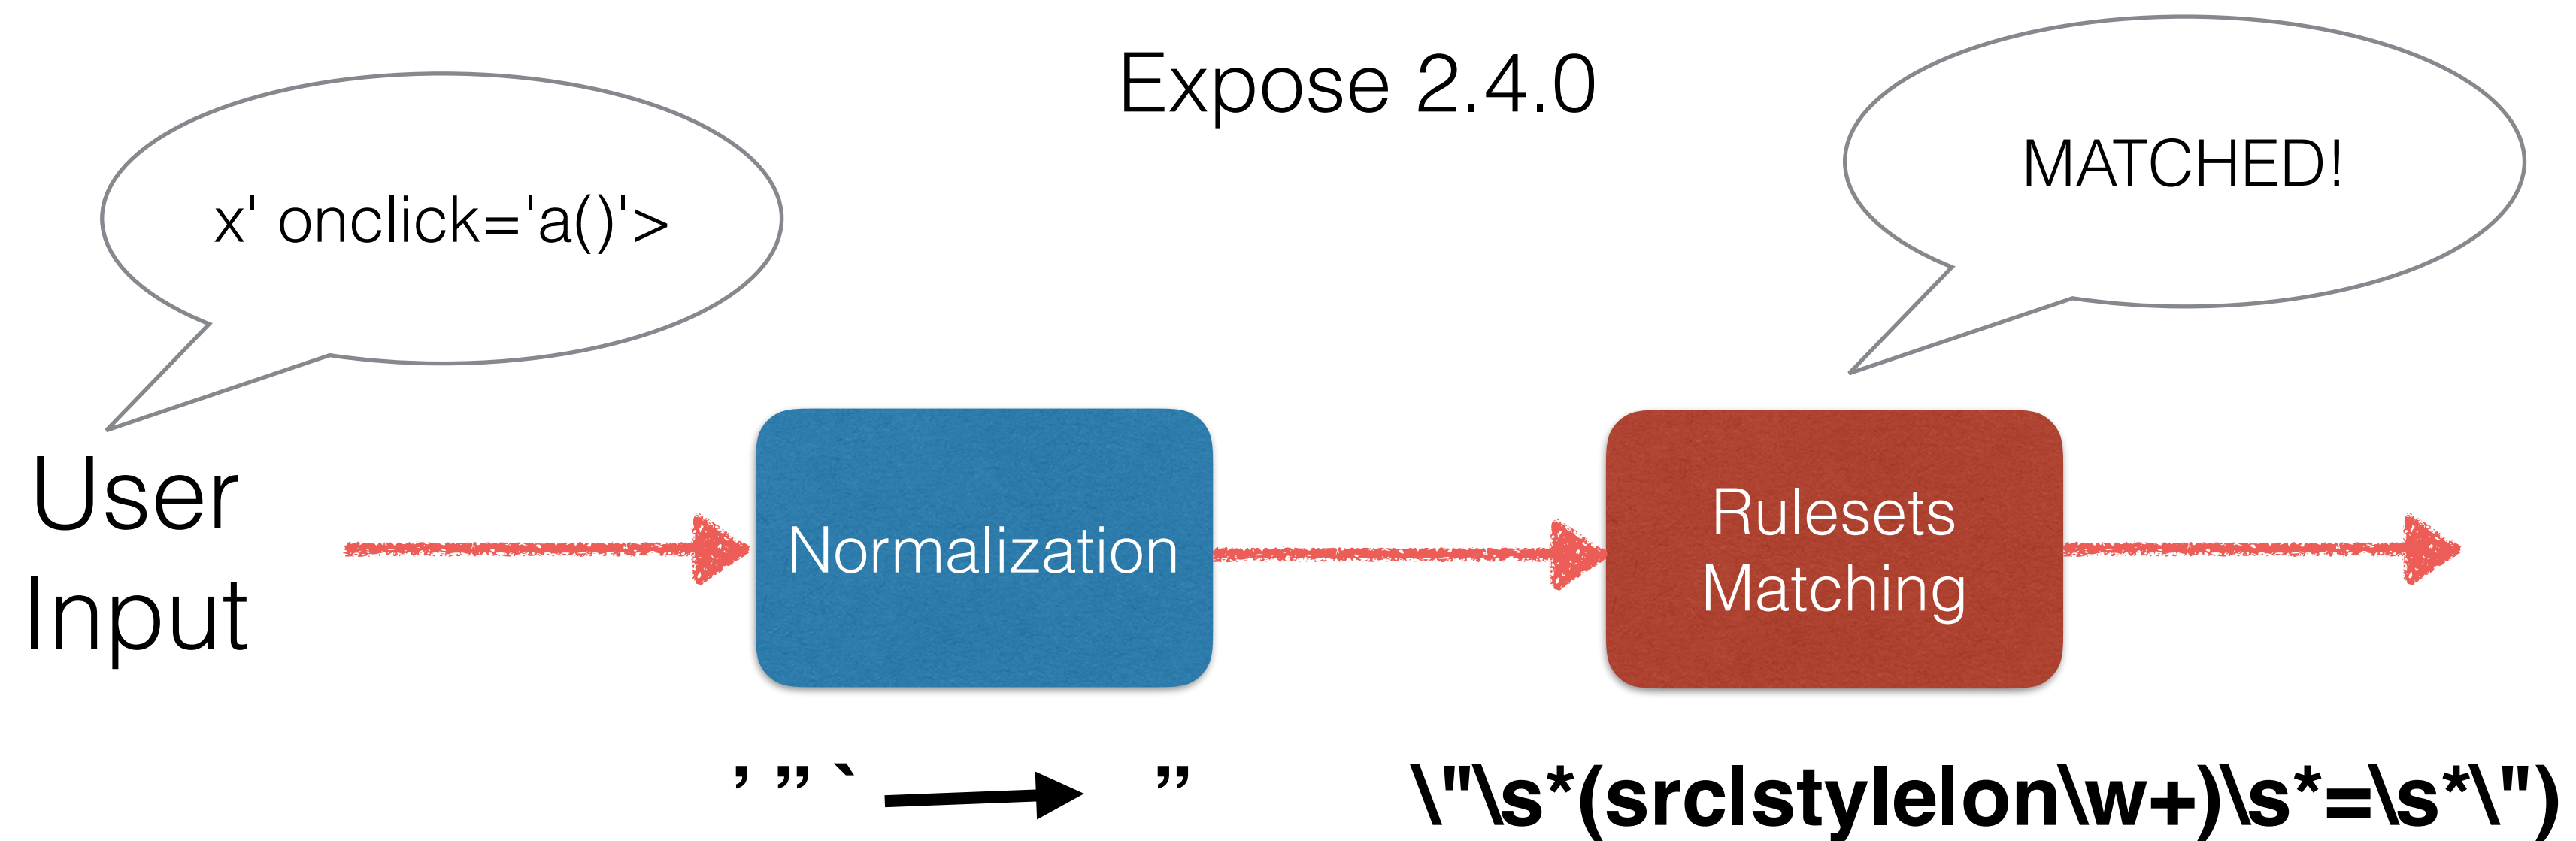 Expose 2.4.0
x' onclick='a()'>
MATCHED!
User
Input
Normalization
Rulesets
Matching
’ ” ` ”
\"\s*(src|style|on\w+)\s*=\s*\")